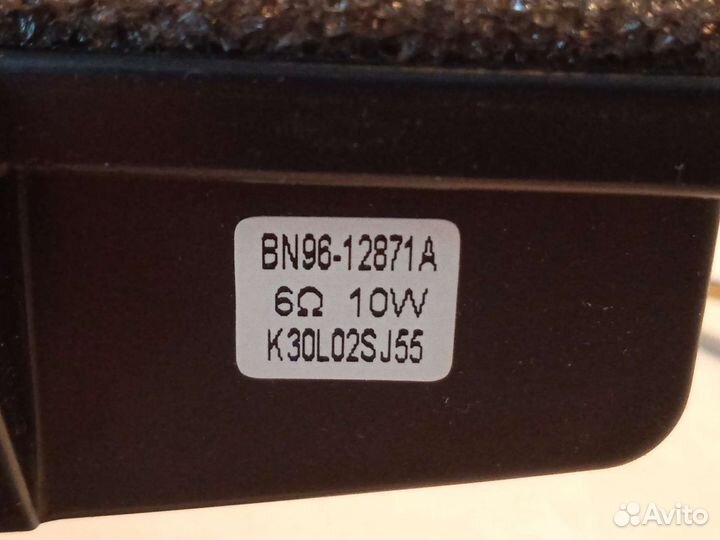 BN96-12871A
6Ω 10W
K30L02SJ55
Avito